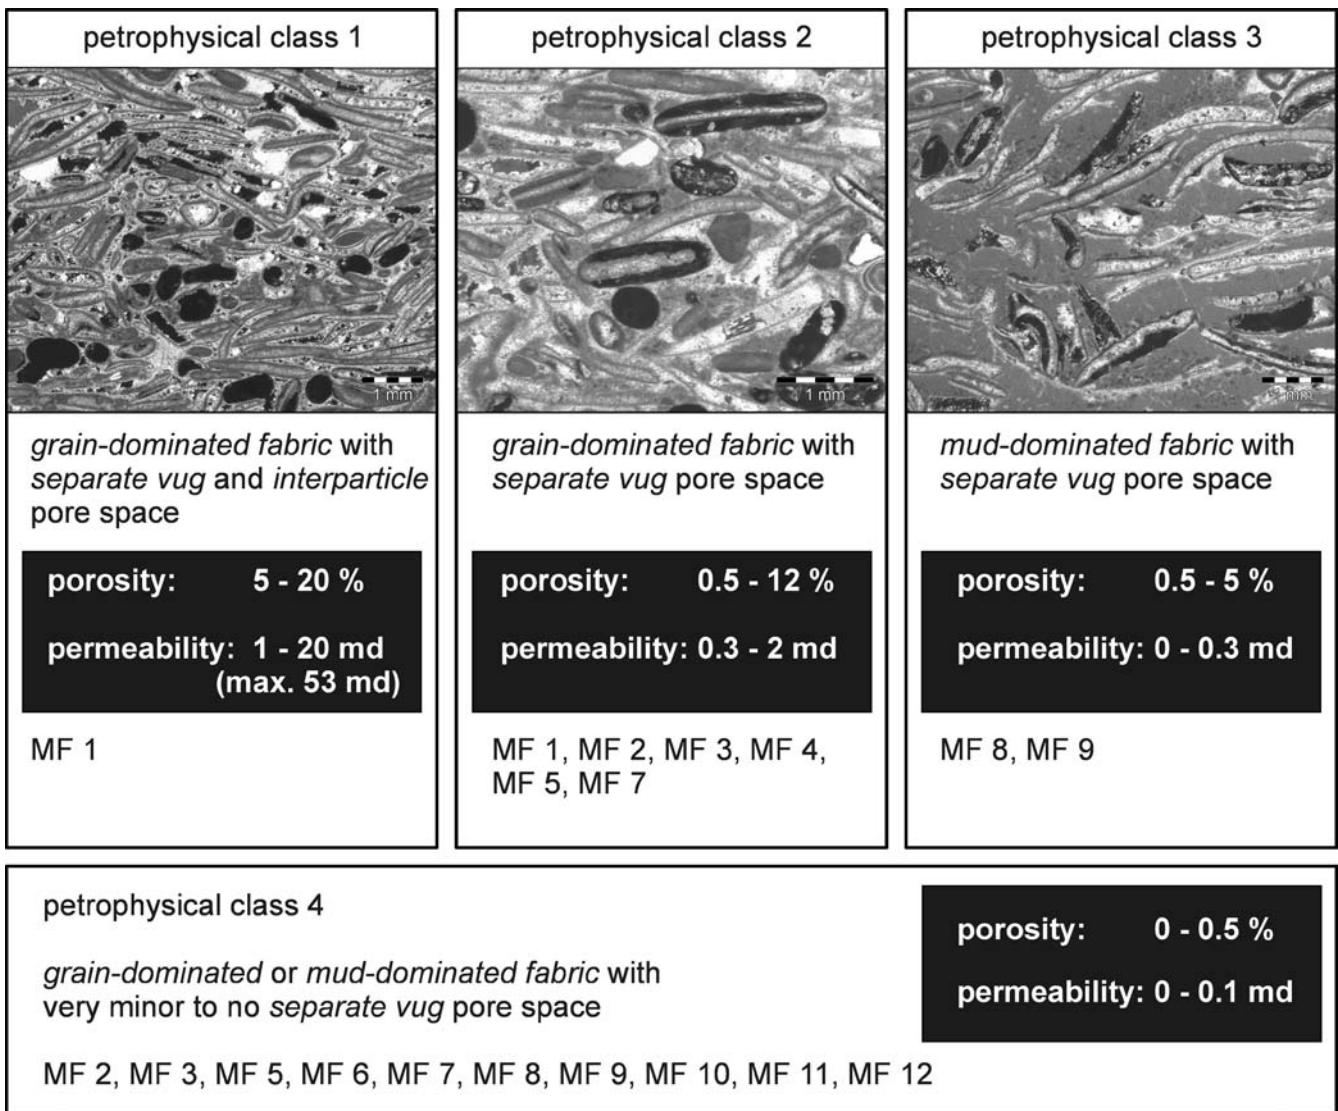 petrophysical class 1
1 mm
grain-dominated fabric with
separate vug and interparticle
pore space
porosity: 5 - 20 %
permeability: 1 - 20 md
(max. 53 md)
MF 1
petrophysical class 2
1 mm
grain-dominated fabric with
separate vug pore space
porosity: 0.5 - 12 %
permeability: 0.3 - 2 md
MF 1, MF 2, MF 3, MF 4,
MF 5, MF 7
petrophysical class 3
mm
mud-dominated fabric with
separate vug pore space
porosity: 0.5 - 5 %
permeability: 0 - 0.3 md
MF 8, MF 9
petrophysical class 4
grain-dominated or mud-dominated fabric with
very minor to no separate vug pore space
MF 2, MF 3, MF 5, MF 6, MF 7, MF 8, MF 9, MF 10, MF 11, MF 12
porosity: 0 - 0.5 %
permeability: 0 - 0.1 md